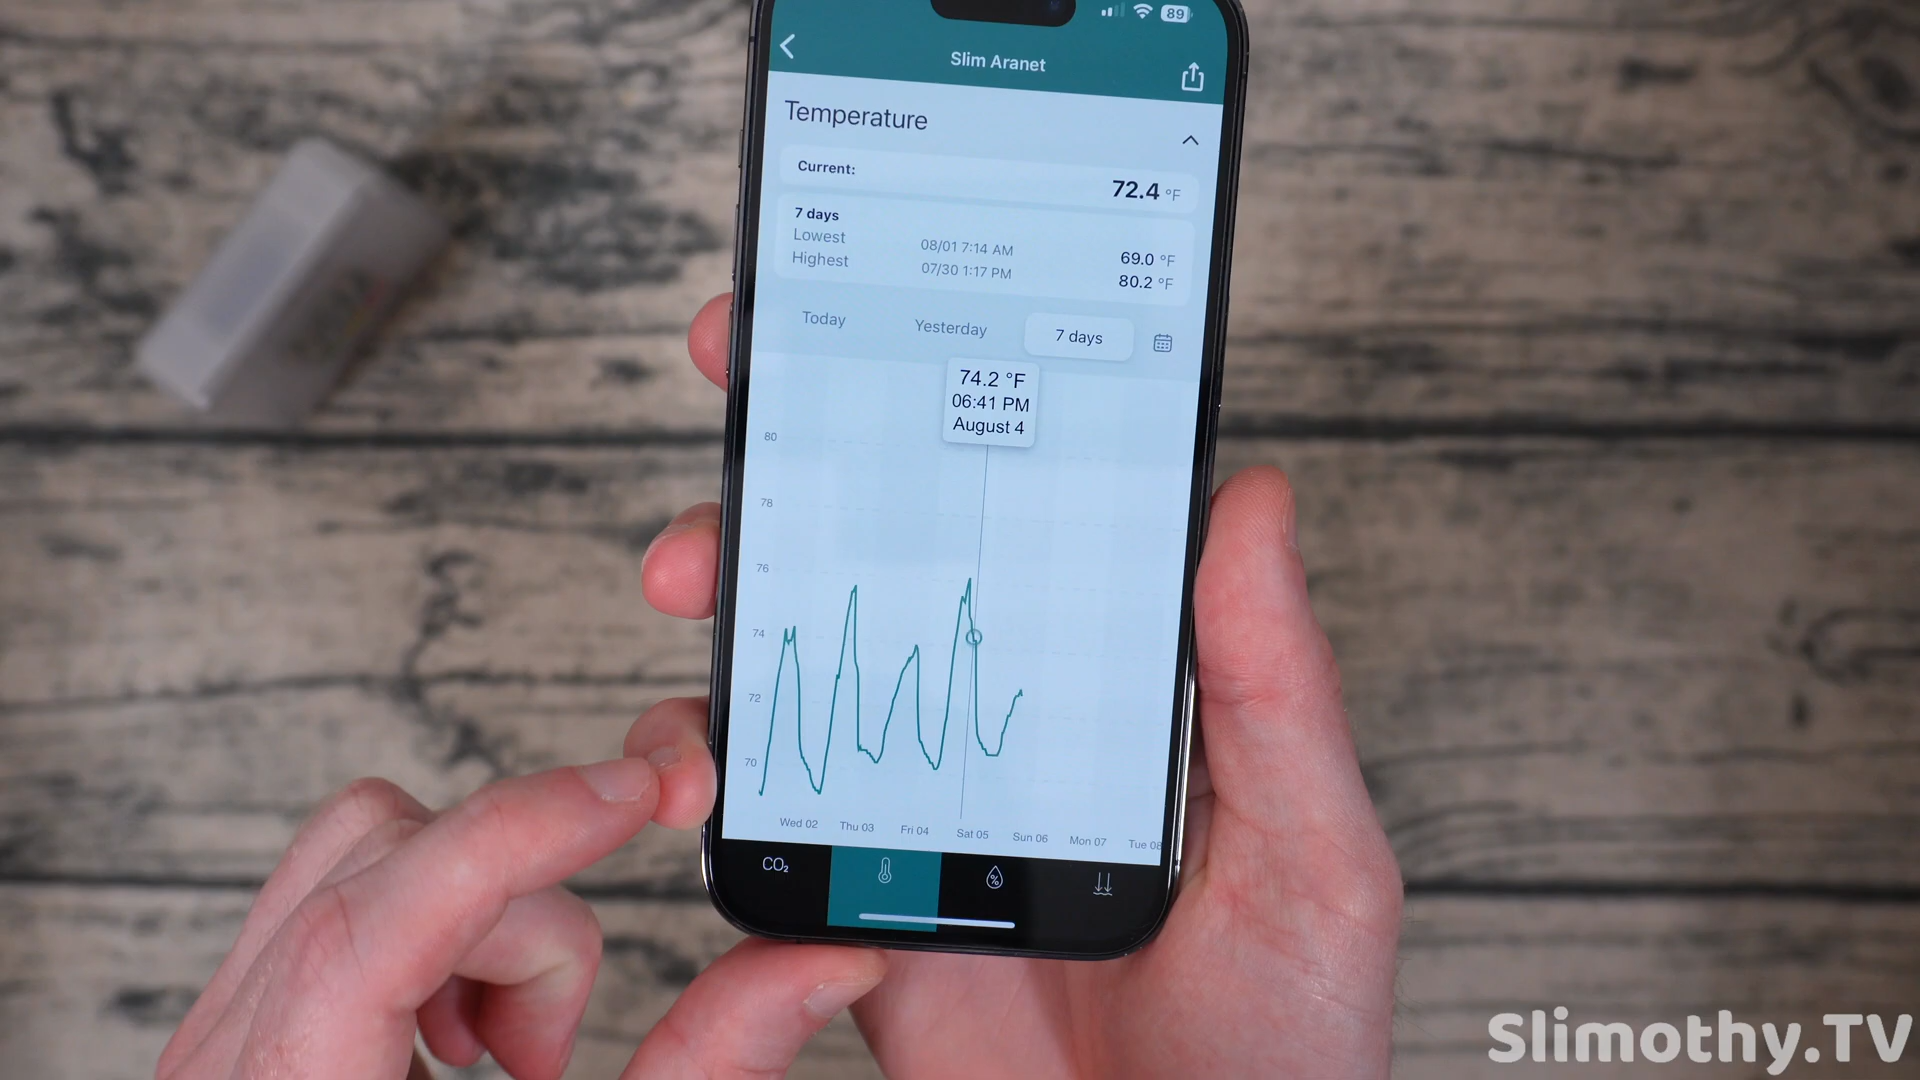 89
Slim Aranet
Temperature
Current:
72.4 °F
7 days
Lowest 08/01 7:14 AM 69.0 °F
Highest 07/30 1:17 PM 80.2 °F
Today Yesterday 7 days
74.2 °F
06:41 PM
August 4
80
78
76
74
72
70
Wed 02 Thu 03 Fri 04 Sat 05 Sun 06 Mon 07 Tue 08
CO₂
%
Slimothy.TV